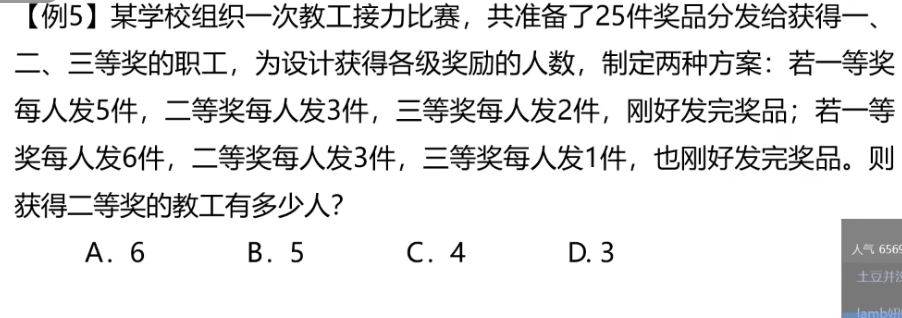 【例5】某学校组织一次教工接力比赛，共准备了25件奖品分发给获得一、
二、三等奖的职工，为设计获得各级奖励的人数，制定两种方案：若一等奖
每人发5件，二等奖每人发3件，三等奖每人发2件，刚好发完奖品；若一等
奖每人发6件，二等奖每人发3件，三等奖每人发1件，也刚好发完奖品。则
获得二等奖的教工有多少人？
A．6 B．5 C．4 D. 3
人气 656
土豆并
lamb